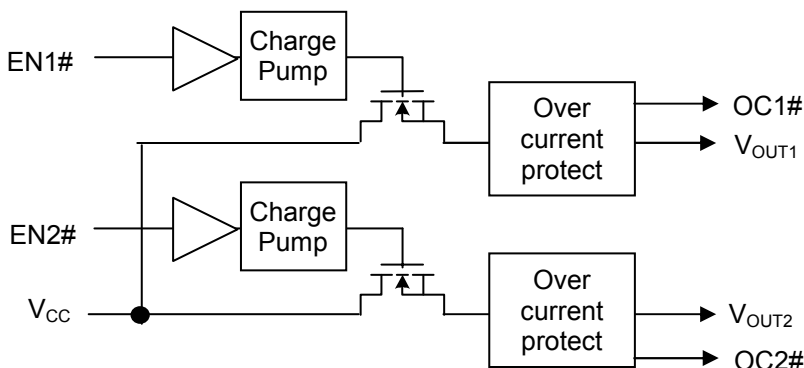 EN1#
Charge
Pump
Over
current
protect
OC1#
VOUT1
EN2#
Charge
Pump
VCC
Over
current
protect
VOUT2
OC2#